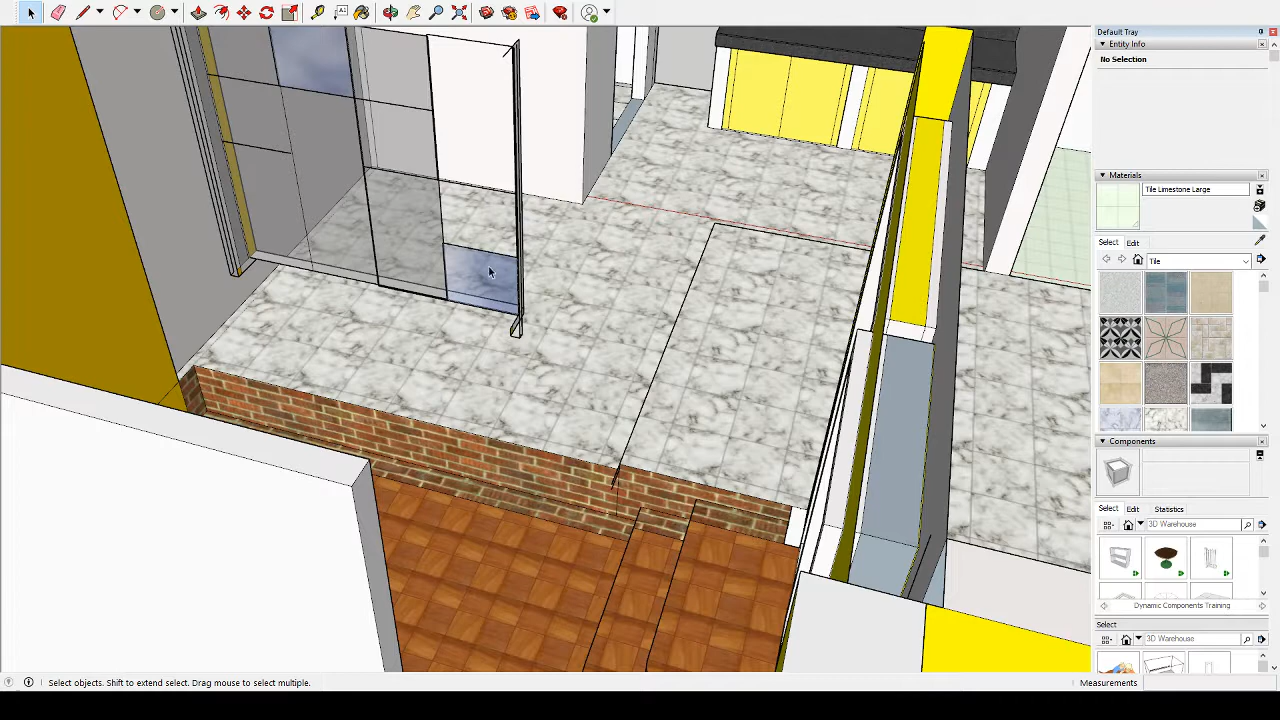 Default Tray
Entity Info
No Selection
Materials
Tile Limestone Large
Select Edit
Tile
Components
Select Edit Statistics
3D Warehouse
Dynamic Components Training
Select
3D Warehouse
Select objects. Shift to extend select. Drag mouse to select multiple.
Measurements